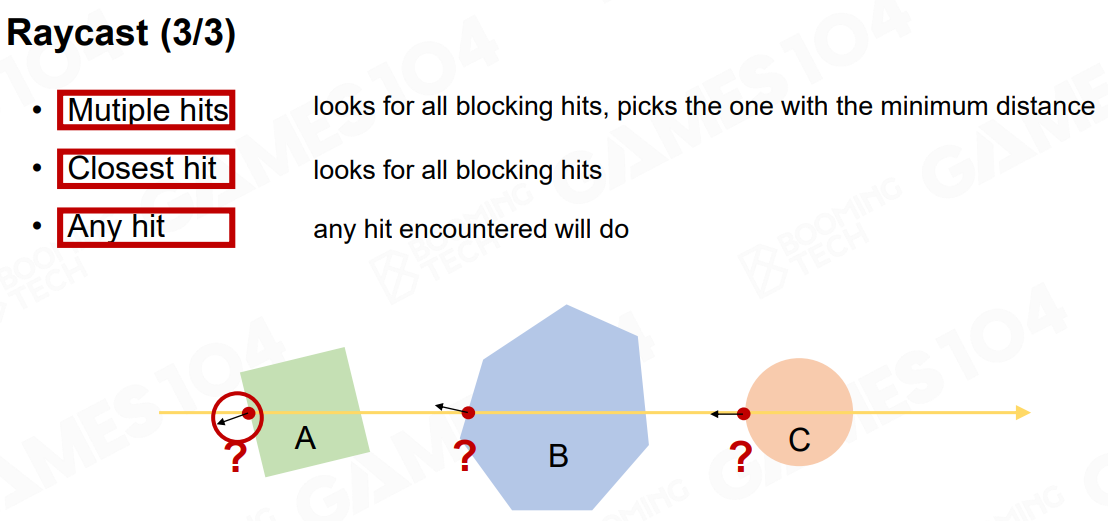 Raycast (3/3)
• Mutiple hits looks for all blocking hits, picks the one with the minimum distance
• Closest hit looks for all blocking hits
• Any hit any hit encountered will do
A
B
C
? ? ?
GAMES104
BOOMING TECH